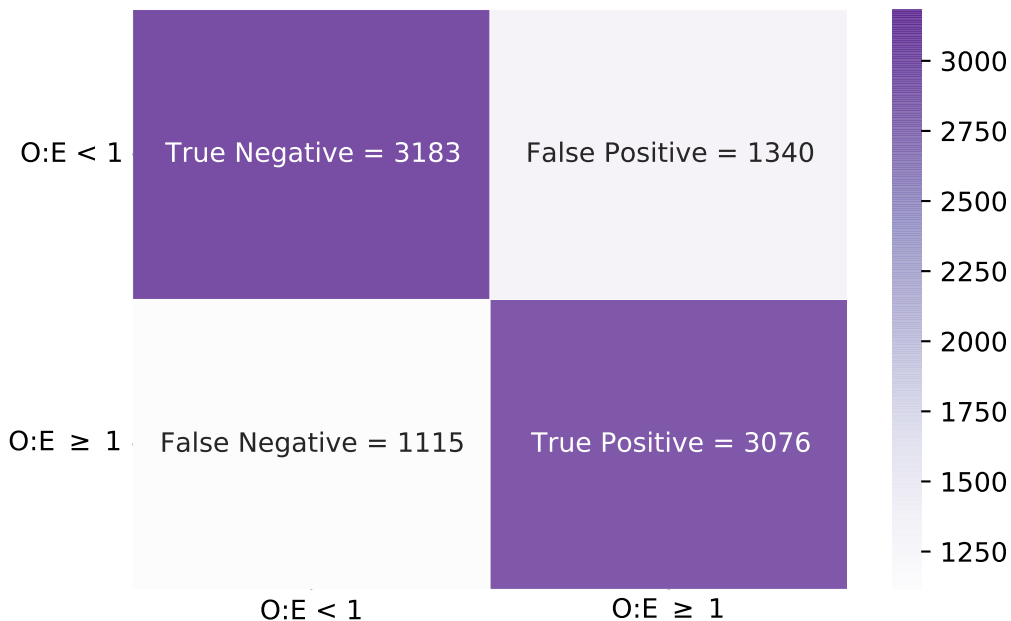 O:E < 1
True Negative = 3183
False Positive = 1340
O:E ≥ 1
False Negative = 1115
True Positive = 3076
O:E < 1
O:E ≥ 1
3000
2750
2500
2250
2000
1750
1500
1250